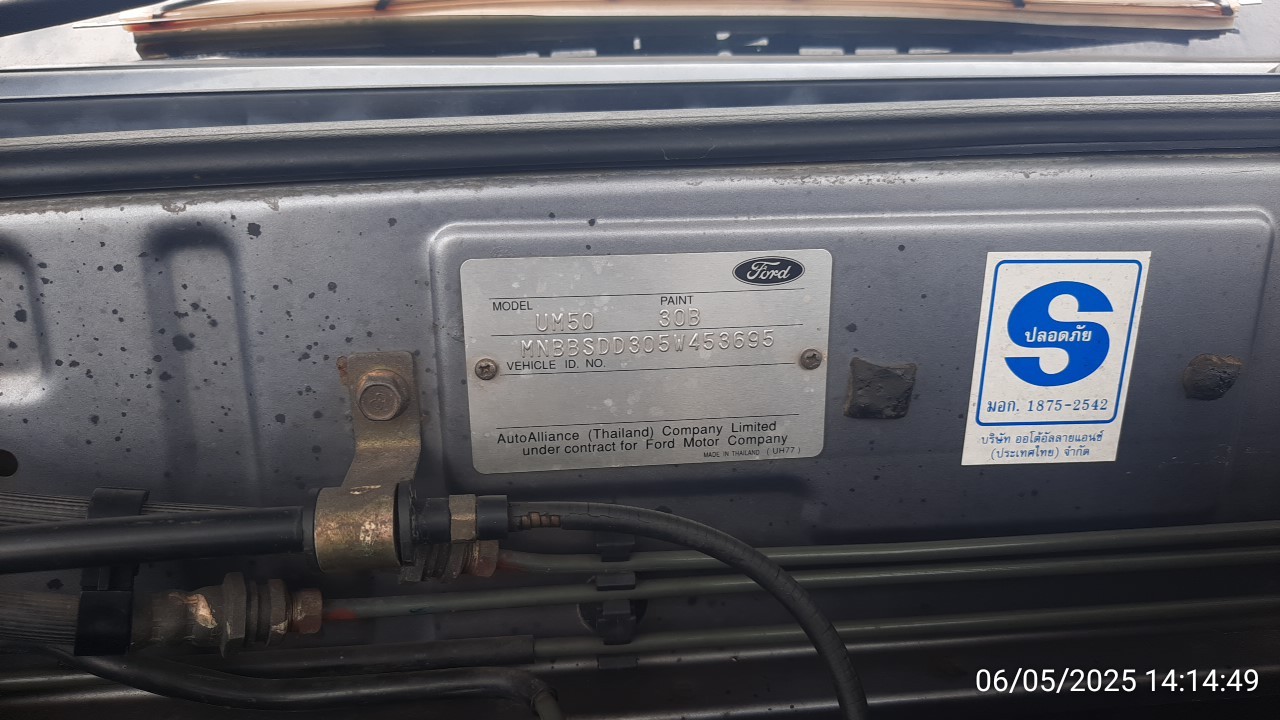 Ford
MODEL PAINT
UM50 30B
MNBBSDD305W453695
VEHICLE ID. NO.
AutoAlliance (Thailand) Company Limited
under contract for Ford Motor Company
MADE IN THAILAND (UH77)
S
ปลอดภัย
มอก. 1875-2542
บริษัท ออโต้อัลลายแอนซ์
(ประเทศไทย) จำกัด
06/05/2025 14:14:49